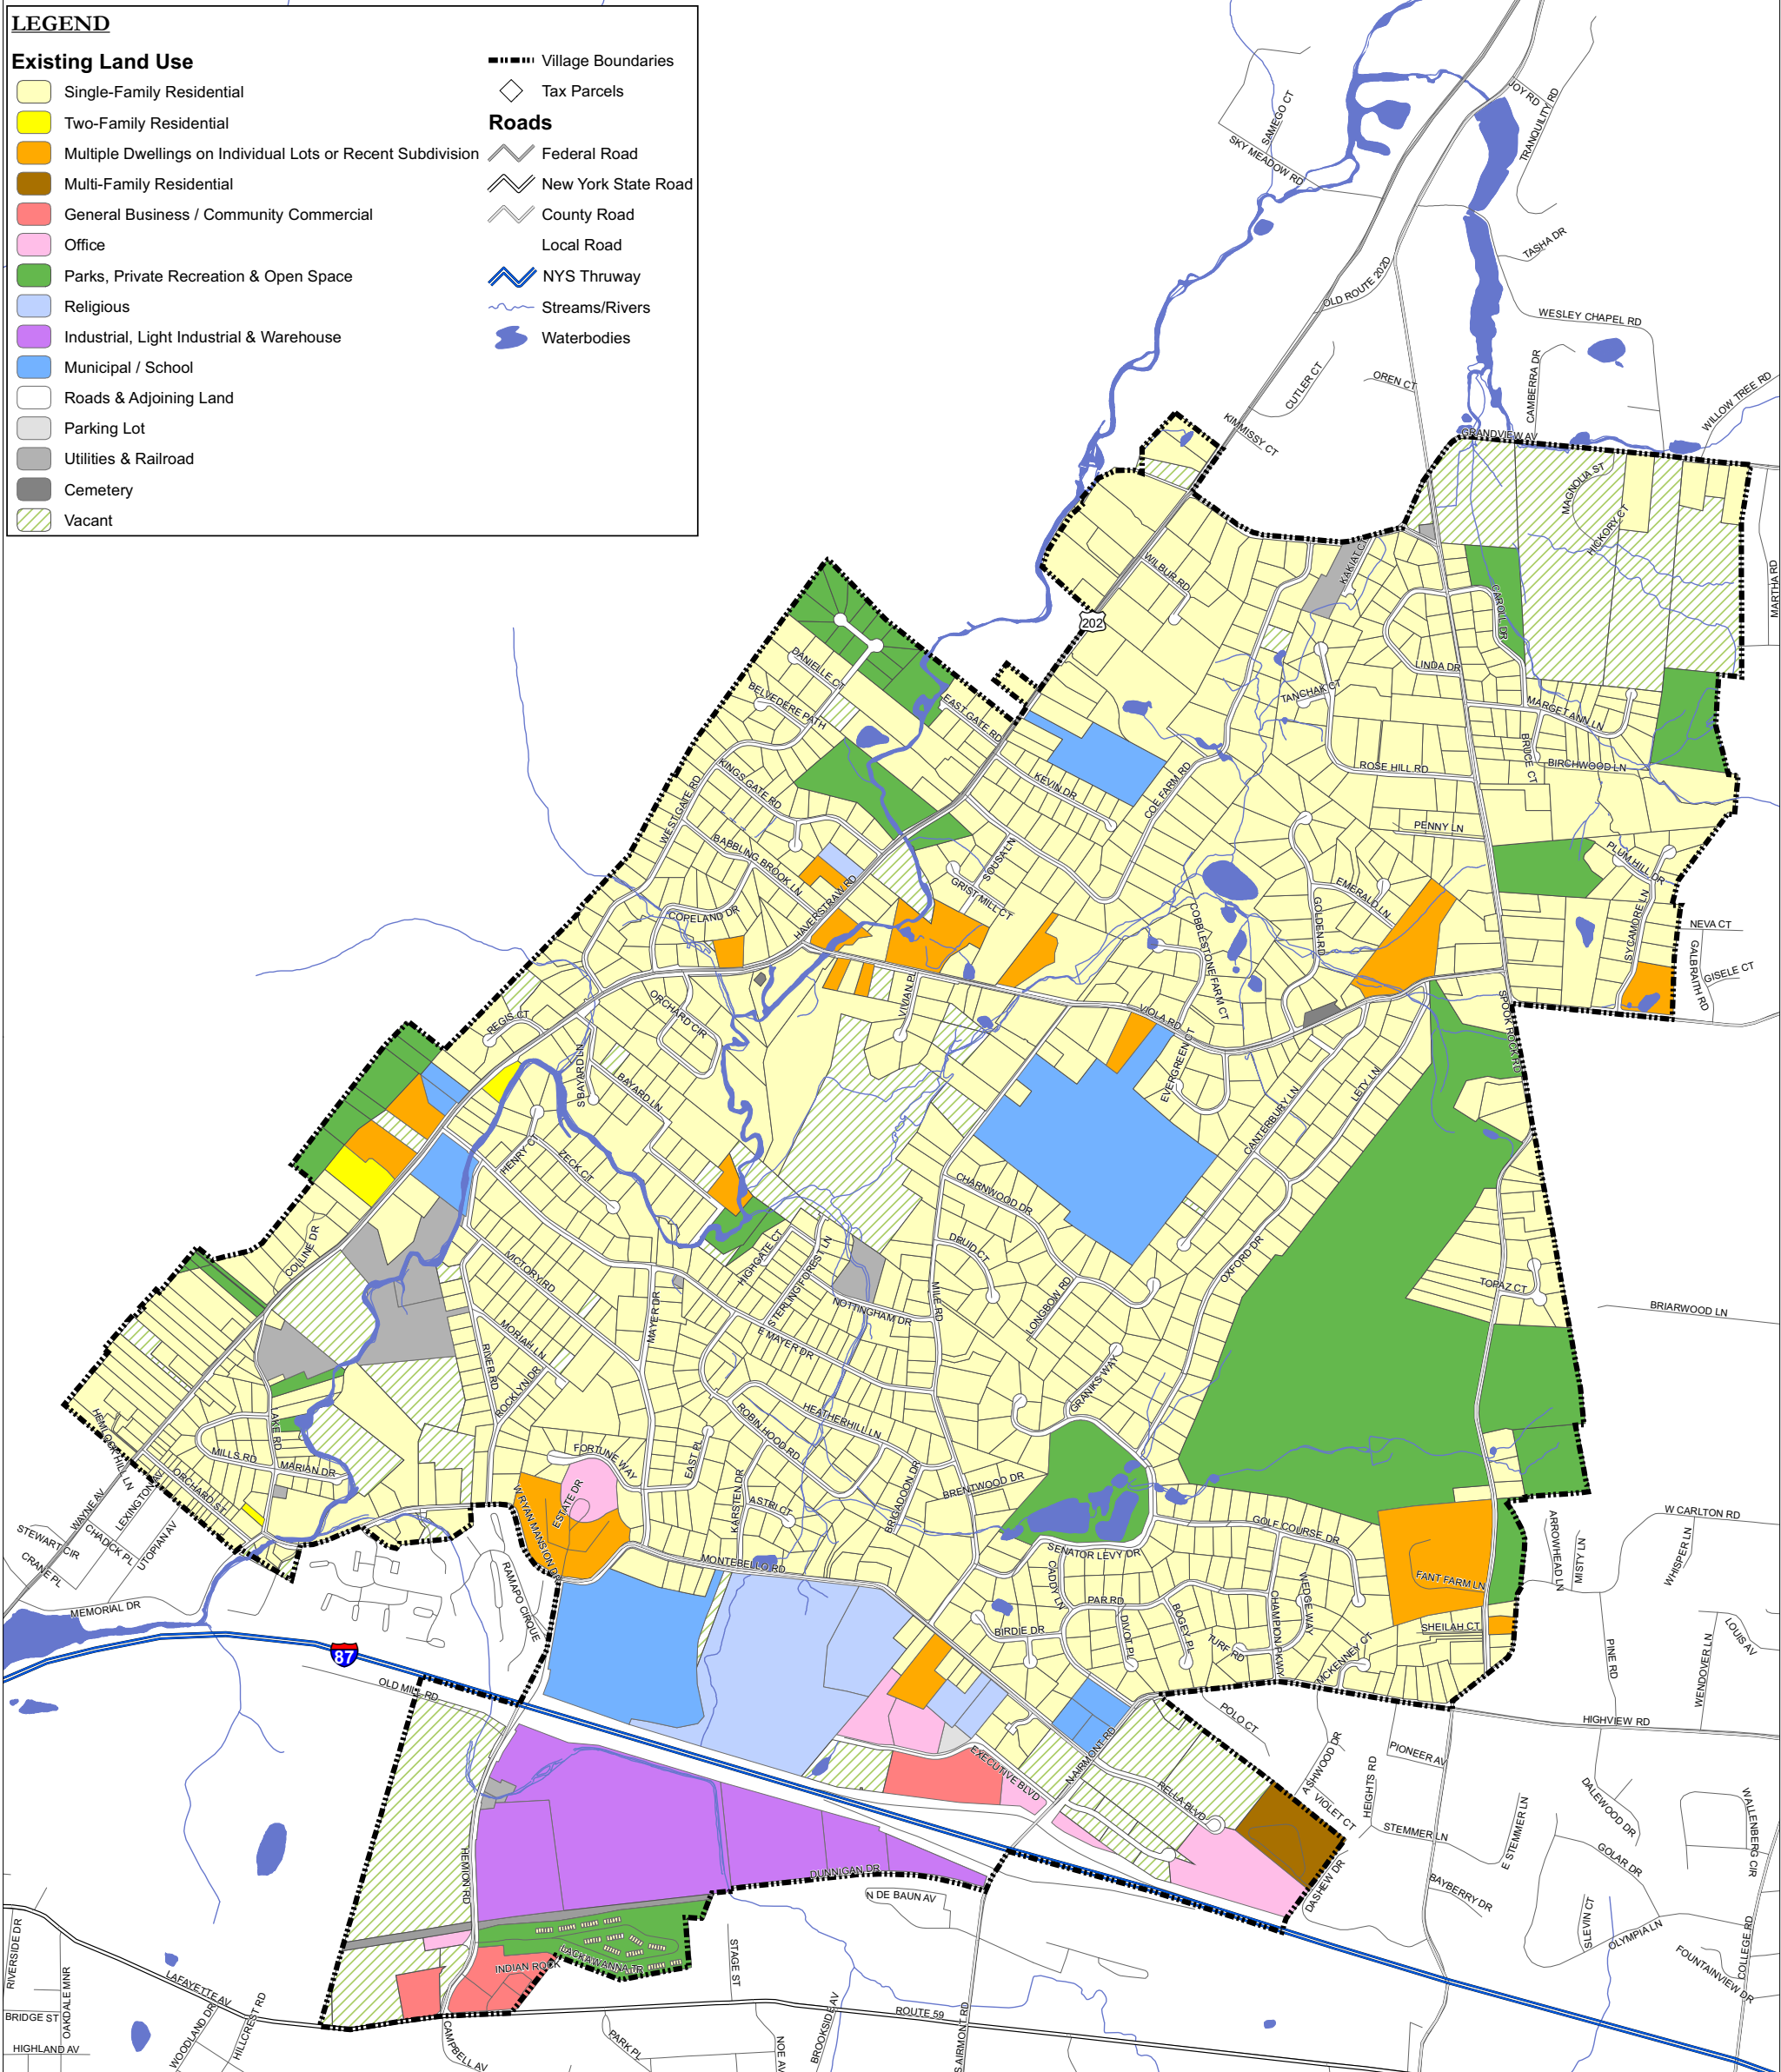 LEGEND
Existing Land Use
Single-Family Residential
Two-Family Residential
Multiple Dwellings on Individual Lots or Recent Subdivision
Multi-Family Residential
General Business / Community Commercial
Office
Parks, Private Recreation & Open Space
Religious
Industrial, Light Industrial & Warehouse
Municipal / School
Roads & Adjoining Land
Parking Lot
Utilities & Railroad
Cemetery
Vacant
Village Boundaries
Tax Parcels
Roads
Federal Road
New York State Road
County Road
Local Road
NYS Thruway
Streams/Rivers
Waterbodies
JOY RD
TRANQUILITY RD
SAMEGO CT
SKY MEADOW RD
TASHA DR
OLD ROUTE 202D
WESLEY CHAPEL RD
CAMBERRA DR
WILLOW TREE RD
CUTLER CT
OREN CT
KIMMISSY CT
GRANDVIEW AV
MAGNOLIA ST
HICKORY CT
MARTHA RD
WILBUR RD
KAKIAT CT
CAROLL DR
202
LINDA DR
TANCHAK CT
MARGET ANN LN
BRUCE CT
BIRCHWOOD LN
ROSE HILL RD
DANIELLE CT
BELVEDERE PATH
EAST GATE RD
KINGS GATE RD
WEST GATE RD
KEVIN DR
COE FARM RD
PENNY LN
BABBLING BROOK LN
SOUSA LN
GRIST MILL CT
PLUM HILL DR
EMERALD LN
GOLDEN RD
COBBLESTONE FARM CT
SYCAMORE LN
NEVA CT
GALBRAITH RD
GISELE CT
COPELAND DR
HAVERSTRAW RD
ORCHARD CIR
VIVIAN PL
VIOLA RD
SPOOK ROCK RD
REGIS CT
S BAYARD LN
BAYARD LN
EVERGREEN CT
CANTERBURY LN
LETY LN
HENRY CT
ZECK CT
CHARNWOOD DR
COLLINE DR
VICTORY RD
HIGHGATE CT
STERLING FOREST LN
DRUID CT
OXFORD DR
LONGBOW RD
TOPAZ CT
BRIARWOOD LN
NOTTINGHAM DR
MILE RD
MAYER DR
E MAYER DR
MORIAH LN
RIVER RD
ROCKLYN DR
GRANIKS WAY
HEATHERHILL LN
ROBIN HOOD RD
HILL LN
AKE RD
MILLS RD
MARIAN DR
ORCHARD ST
FORTUNE WAY
EAST PL
BRENTWOOD DR
WAYNE AV
LEXINGTON AV
ESTATE DR
W RYAN MANSION DR
KARSTEN DR
ASTRI CT
BRIGADOON DR
STEWART CIR
CHADICK PL
UTOPIAN AV
CRANE PL
GOLF COURSE DR
SENATOR LEVY DR
W CARLTON RD
ARROWHEAD LN
MISTY LN
WHISPER LN
MONTEBELLO RD
MEMORIAL DR
RAMAPO CIRQUE
CADDY LN
PAR RD
DIVOT PL
BOGEY PL
CHAMPION PKWY
WEDGE WAY
FANT FARM LN
SHEILAH CT
BIRDIE DR
TURF RD
MCKENNEY CT
PINE RD
WENDOVER LN
LOUIS AV
87
OLD MILL RD
POLO CT
HIGHVIEW RD
N AIRMONT RD
EXECUTIVE BLVD
RELLA BLVD
ASHWOOD DR
VIOLET CT
HEIGHTS RD
PIONEER AV
STEMMER LN
E STEMMER LN
DALEWOOD DR
WALLENBERG CIR
GOLAR DR
HEMION RD
DUNNIGAN DR
N DE BAUN AV
DASHEW DR
BAYBERRY DR
SLEVIN CT
OLYMPIA LN
COLLEGE RD
FOUNTAINVIEW DR
RIVERSIDE DR
OAKDALE MNR
LAFAYETTE AV
INDIAN ROCK
LACKAWANNA TR
STAGE ST
ROUTE 59
BRIDGE ST
HIGHLAND AV
WOODLAND DR
HILLCREST RD
CAMPBELL AV
PARK PL
NOE AV
BROOKSIDE AV
S AIRMONT RD